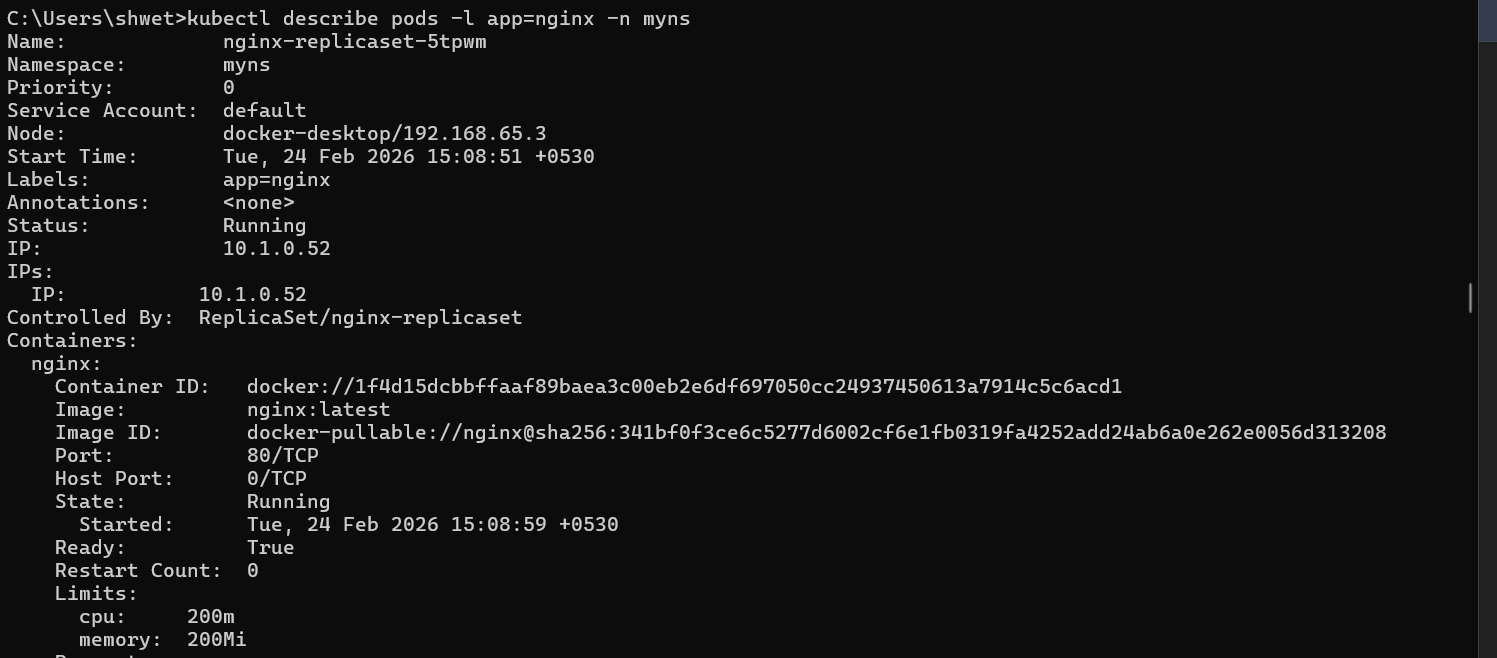 C:\Users\shwet>kubectl describe pods -l app=nginx -n myns
Name:             nginx-replicaset-5tpwm
Namespace:        myns
Priority:         0
Service Account:  default
Node:             docker-desktop/192.168.65.3
Start Time:       Tue, 24 Feb 2026 15:08:51 +0530
Labels:           app=nginx
Annotations:      <none>
Status:           Running
IP:               10.1.0.52
IPs:
  IP:           10.1.0.52
Controlled By:  ReplicaSet/nginx-replicaset
Containers:
  nginx:
    Container ID:   docker://1f4d15dcbbffaaf89baea3c00eb2e6df697050cc24937450613a7914c5c6acd1
    Image:          nginx:latest
    Image ID:       docker-pullable://nginx@sha256:341bf0f3ce6c5277d6002cf6e1fb0319fa4252add24ab6a0e262e0056d313208
    Port:           80/TCP
    Host Port:      0/TCP
    State:          Running
      Started:      Tue, 24 Feb 2026 15:08:59 +0530
    Ready:          True
    Restart Count:  0
    Limits:
      cpu:     200m
      memory:  200Mi